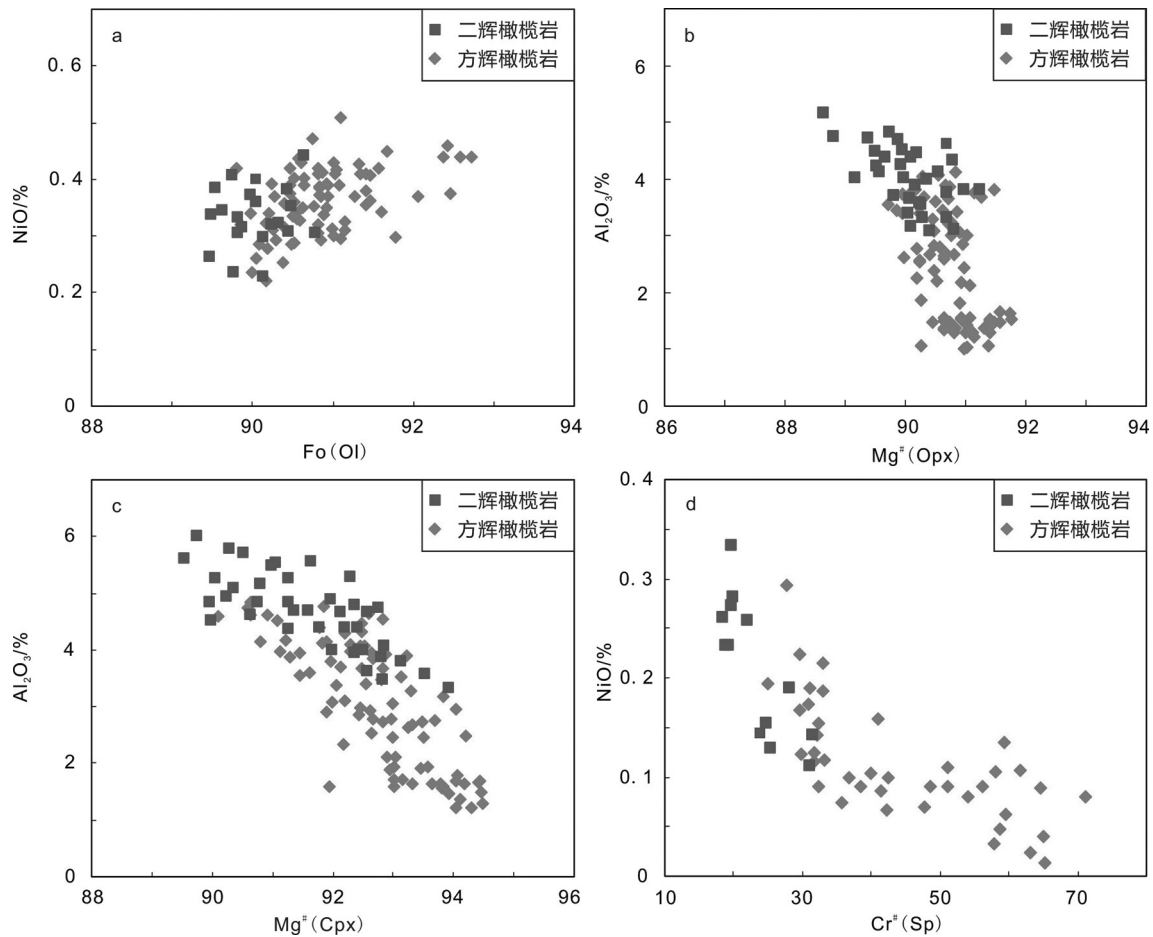 a
二辉橄榄岩
方辉橄榄岩
NiO/%
0.6
0.4
0.2
0
88
90
92
94
Fo(Ol)
b
二辉橄榄岩
方辉橄榄岩
Al₂O₃/%
6
4
2
0
86
88
90
92
94
Mg#(Opx)
c
二辉橄榄岩
方辉橄榄岩
Al₂O₃/%
6
4
2
0
88
90
92
94
96
Mg#(Cpx)
d
二辉橄榄岩
方辉橄榄岩
NiO/%
0.4
0.3
0.2
0.1
0
10
30
50
70
Cr#(Sp)